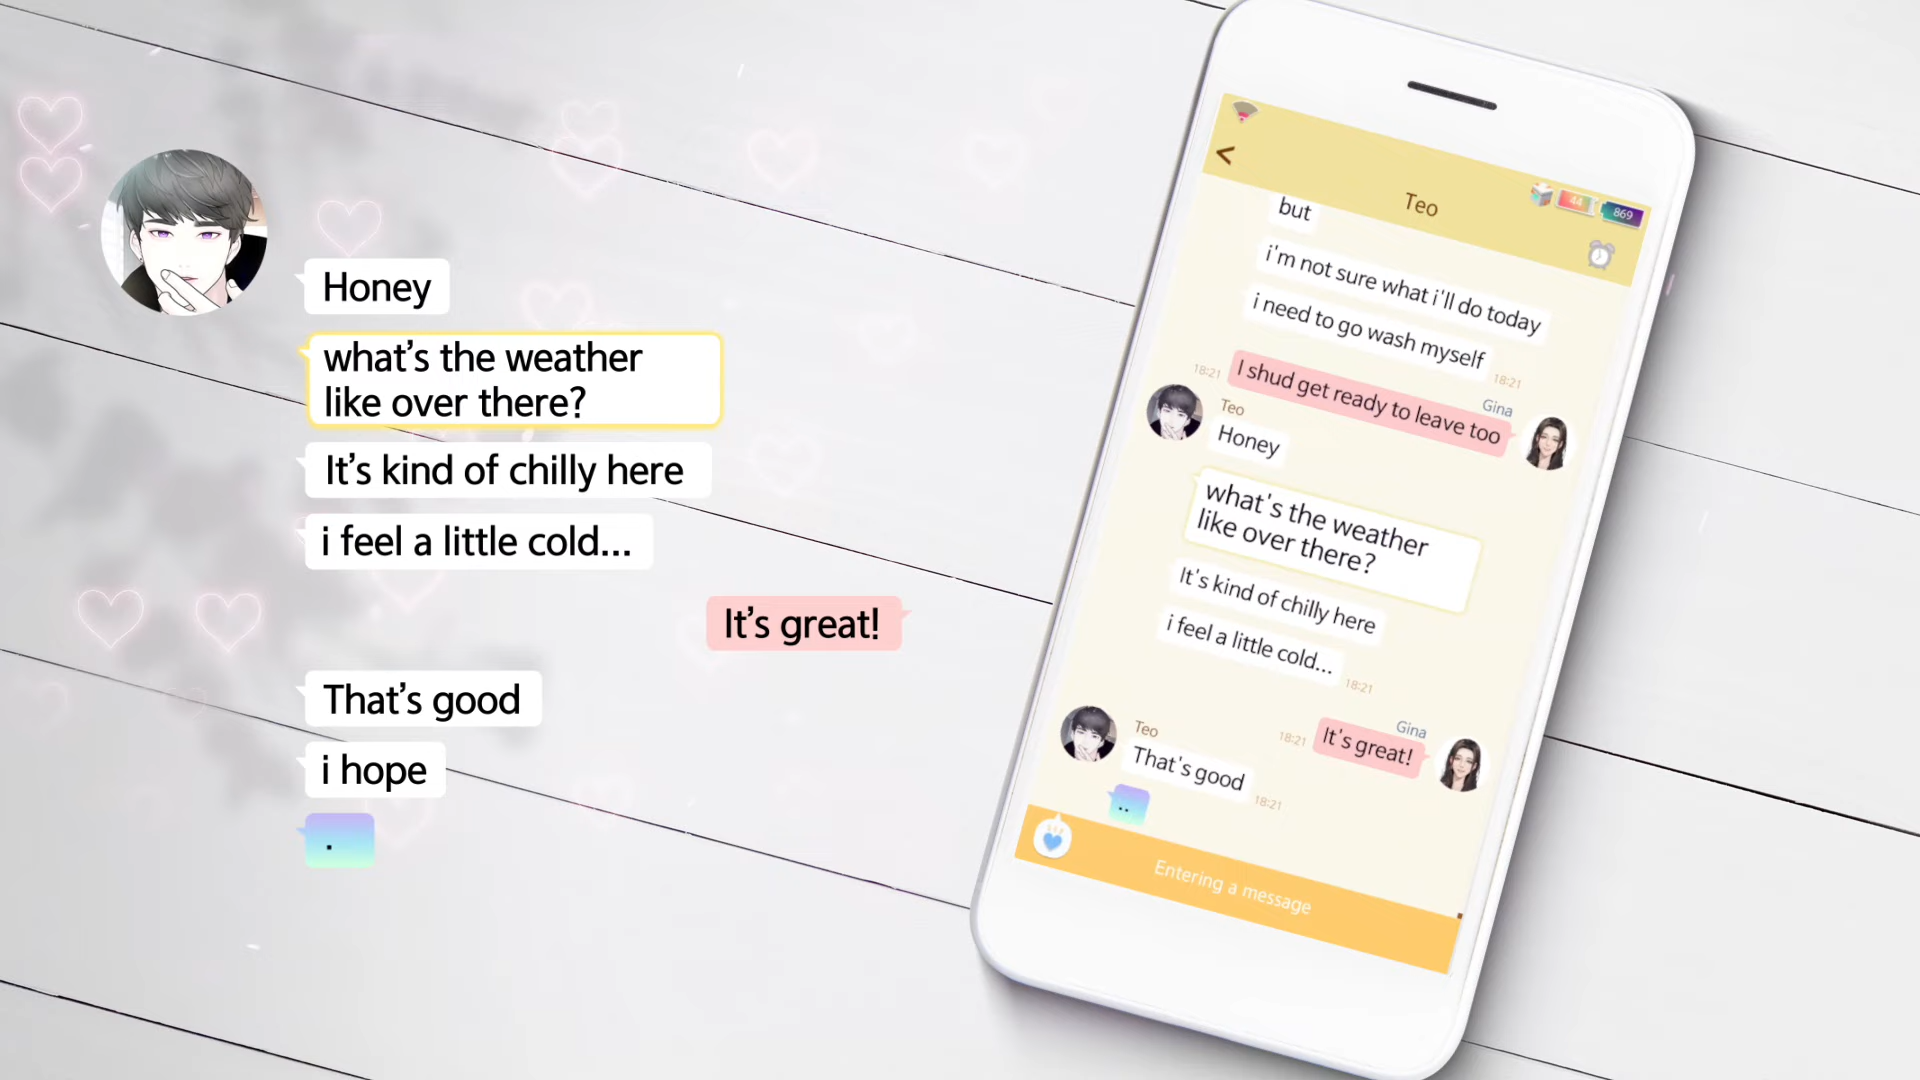 Honey
what's the weather
like over there?
It's kind of chilly here
i feel a little cold...
It's great!
That's good
i hope
.
44
869
<
Teo
but
i'm not sure what i'll do today
i need to go wash myself
18:21
18:21
I shud get ready to leave too
Gina
Teo
Honey
what's the weather
like over there?
It's kind of chilly here
i feel a little cold...
18:21
Gina
18:21
It's great!
Teo
That's good
18:21
..
Entering a message